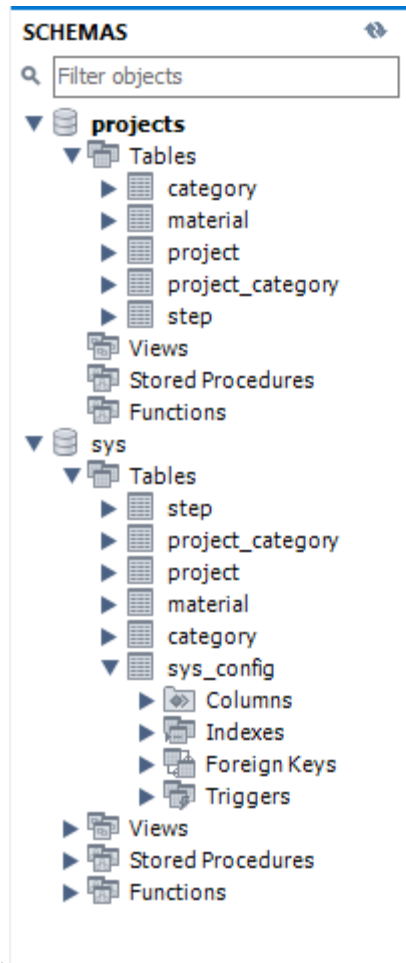 SCHEMAS
Filter objects
projects
Tables
category
material
project
project_category
step
Views
Stored Procedures
Functions
sys
Tables
step
project_category
project
material
category
sys_config
Columns
Indexes
Foreign Keys
Triggers
Views
Stored Procedures
Functions